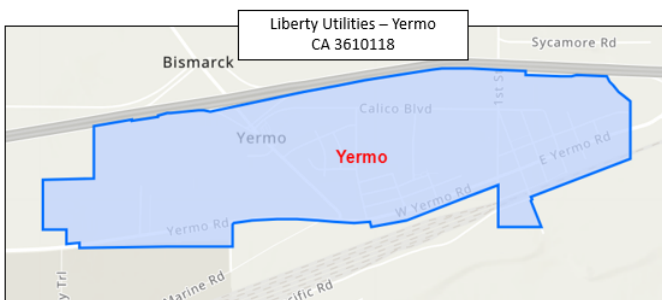 Liberty Utilities – Yermo
CA 3610118
Sycamore Rd
Bismarck
1st S
Calico Blvd
Yermo
Yermo
E Yermo Rd
W Yermo Rd
Yermo Rd
y Trl
Marine Rd
cific Rd